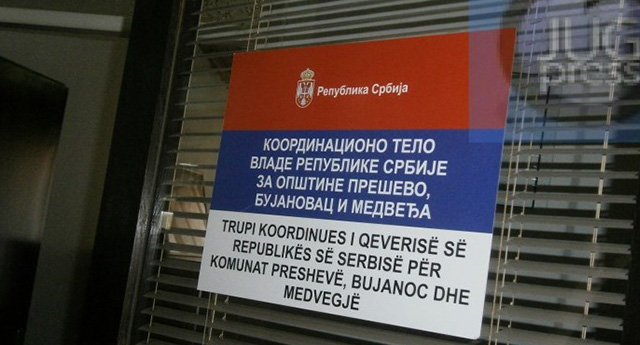 JUG
press
Република Србија
КООРДИНАЦИОНО ТЕЛО
ВЛАДЕ РЕПУБЛИКЕ СРБИЈЕ
ЗА ОПШТИНЕ ПРЕШЕВО,
БУЈАНОВАЦ И МЕДВЕЂА
TRUPI KOORDINUES I QEVERISË SË
REPUBLIKËS SË SERBISË PËR
KOMUNAT PRESHEVË, BUJANOC DHE
MEDVEGJË